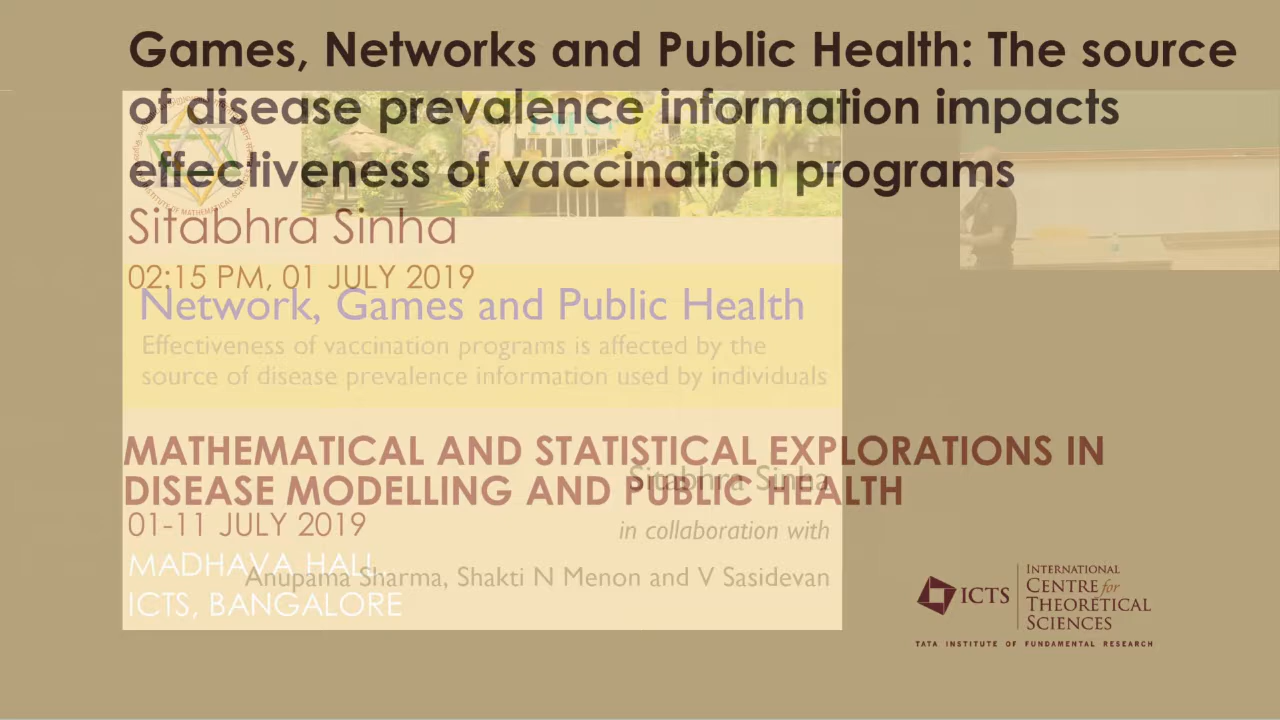 Games, Networks and Public Health: The source
of disease prevalence information impacts
effectiveness of vaccination programs
Sitabhra Sinha
02:15 PM, 01 JULY 2019
Network, Games and Public Health
Effectiveness of vaccination programs is affected by the
source of disease prevalence information used by individuals
MATHEMATICAL AND STATISTICAL EXPLORATIONS IN
DISEASE MODELLING AND PUBLIC HEALTH
Sitabhra Sinha
01-11 JULY 2019
in collaboration with
MADHAVA HALL,
Anupama Sharma, Shakti N Menon and V Sasidevan
ICTS, BANGALORE
ICTS
INTERNATIONAL
CENTRE for
THEORETICAL
SCIENCES
TATA INSTITUTE OF FUNDAMENTAL RESEARCH